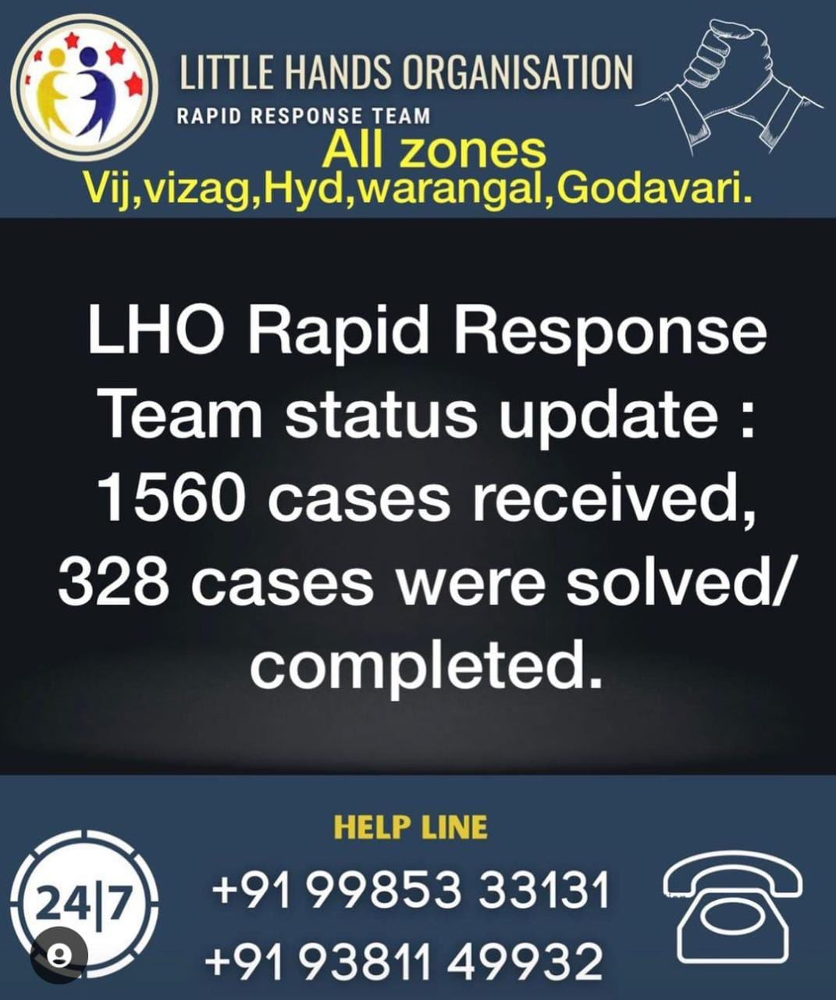 LITTLE HANDS ORGANISATION
RAPID RESPONSE TEAM
All zones
Vij,vizag,Hyd,warangal,Godavari.
LHO Rapid Response
Team status update :
1560 cases received,
328 cases were solved/
completed.
HELP LINE
24|7
+91 99853 33131
+91 93811 49932